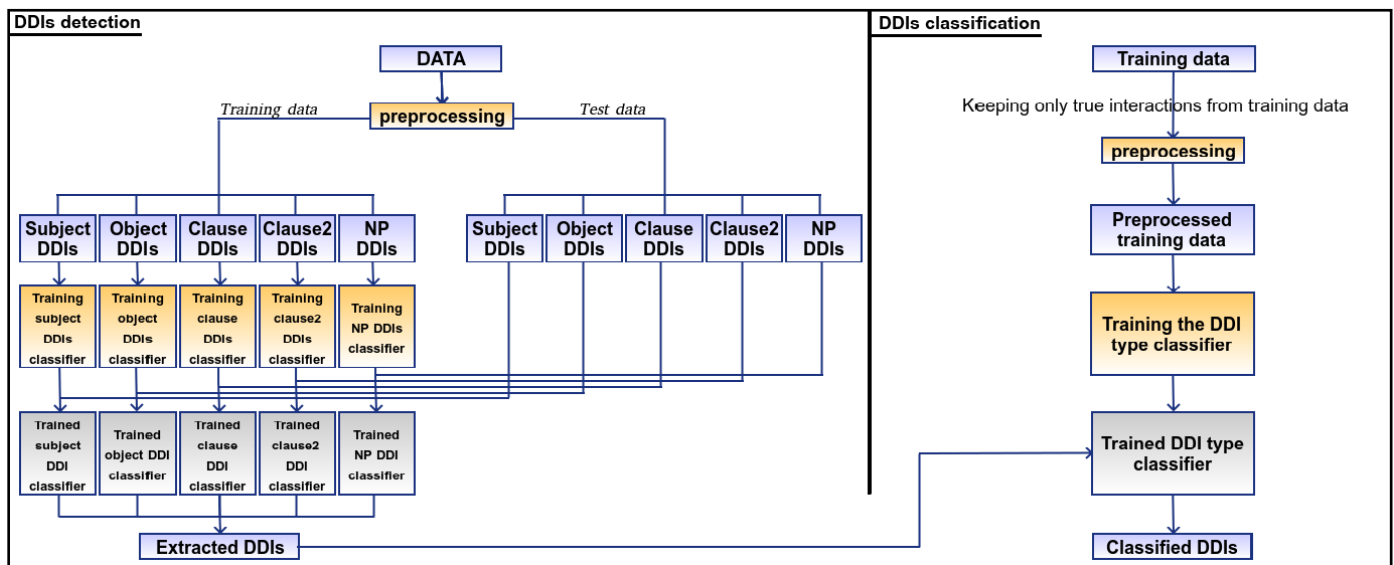 DDIs detection
DATA
Training data
preprocessing
Test data
Subject
DDIs
Object
DDIs
Clause
DDIs
Clause2
DDIs
NP
DDIs
Subject
DDIs
Object
DDIs
Clause
DDIs
Clause2
DDIs
NP
DDIs
Training
subject
DDIs
classifier
Training
object
DDIs
classifier
Training
clause
DDIs
classifier
Training
clause2
DDIs
classifier
Training
NP DDIs
classifier
Trained
subject
DDI
classifier
Trained
object DDI
classifier
Trained
clause
DDI
classifier
Trained
clause2
DDI
classifier
Trained
NP DDI
classifier
Extracted DDIs
DDIs classification
Training data
Keeping only true interactions from training data
preprocessing
Preprocessed
training data
Training the DDI
type classifier
Trained DDI type
classifier
Classified DDIs